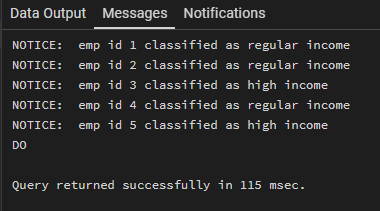 Data Output Messages Notifications
NOTICE:  emp id 1 classified as regular income
NOTICE:  emp id 2 classified as regular income
NOTICE:  emp id 3 classified as high income
NOTICE:  emp id 4 classified as regular income
NOTICE:  emp id 5 classified as high income
DO
Query returned successfully in 115 msec.